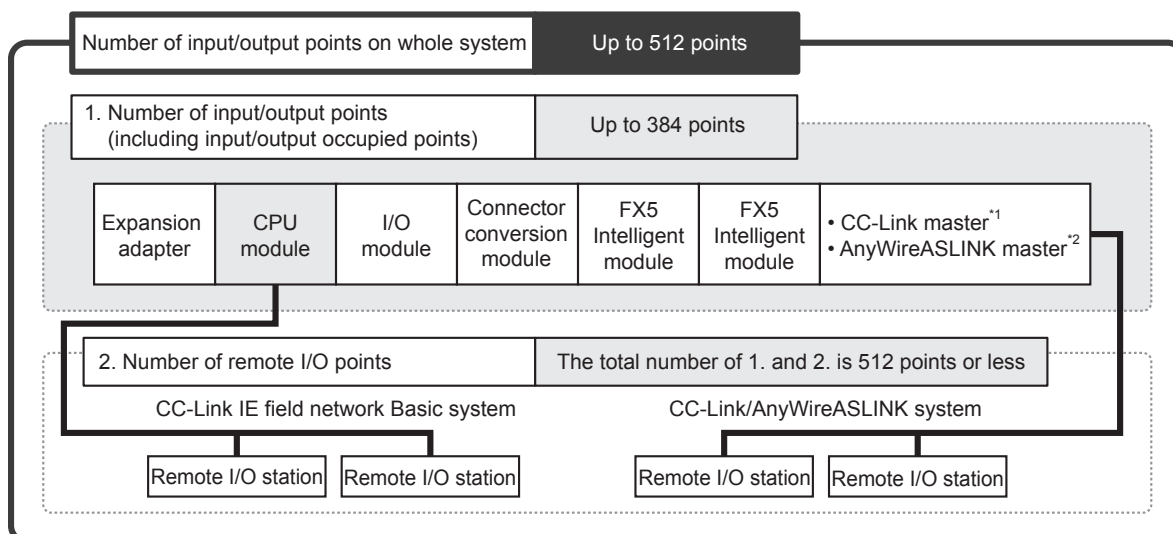 Number of input/output points on whole system
Up to 512 points
1. Number of input/output points
(including input/output occupied points)
Up to 384 points
Expansion
adapter
CPU
module
I/O
module
Connector
conversion
module
FX5
Intelligent
module
FX5
Intelligent
module
• CC-Link master*1
• AnyWireASLINK master*2
2. Number of remote I/O points
The total number of 1. and 2. is 512 points or less
CC-Link IE field network Basic system
CC-Link/AnyWireASLINK system
Remote I/O station
Remote I/O station
Remote I/O station
Remote I/O station